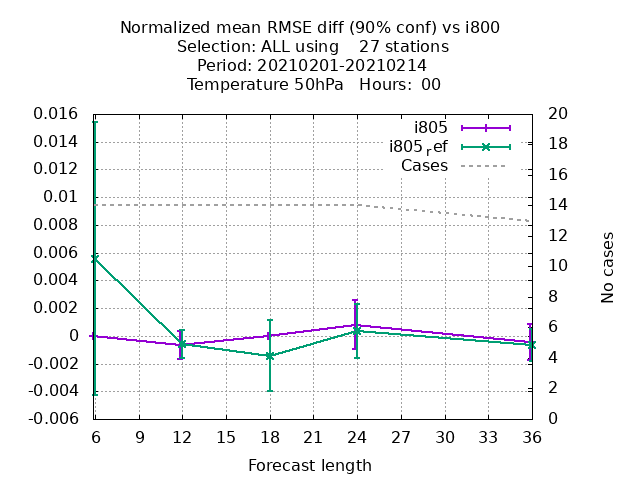 Normalized mean RMSE diff (90% conf) vs i800
Selection: ALL using    27 stations
Period: 20210201-20210214
Temperature 50hPa   Hours:  00
i805
i805ref
Cases
0.016
0.014
0.012
0.01
0.008
0.006
0.004
0.002
0
-0.002
-0.004
-0.006
20
18
16
14
12
10
8
6
4
2
0
No cases
6 9 12 15 18 21 24 27 30 33 36
Forecast length